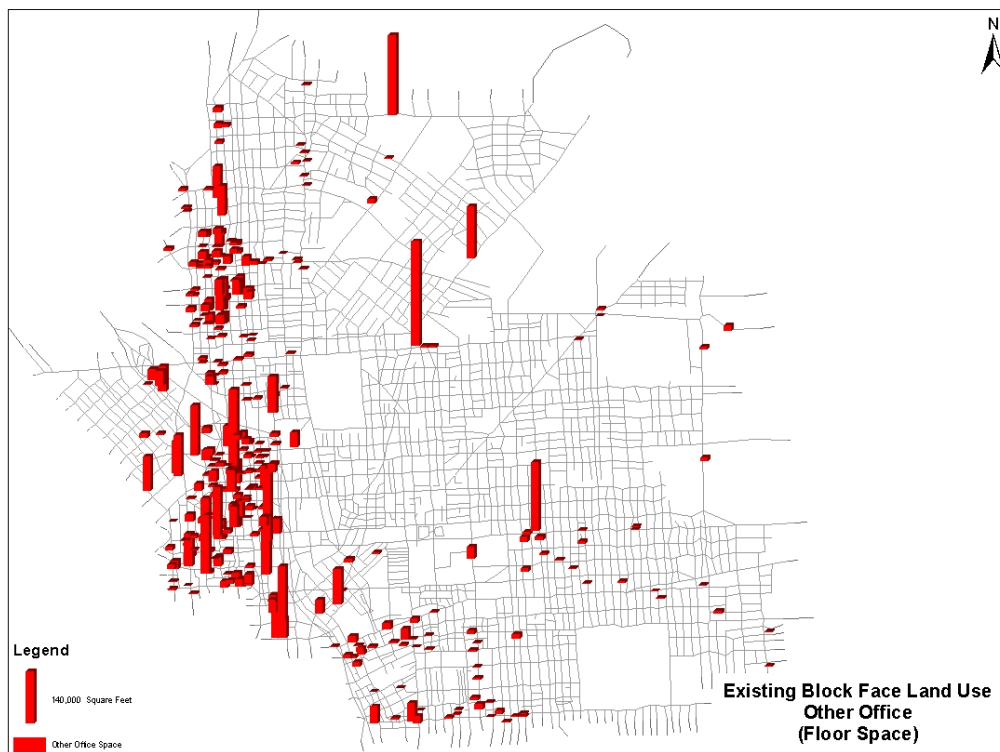 N
Legend
140,000 Square Feet
Other Office Space
Existing Block Face Land Use
Other Office
(Floor Space)